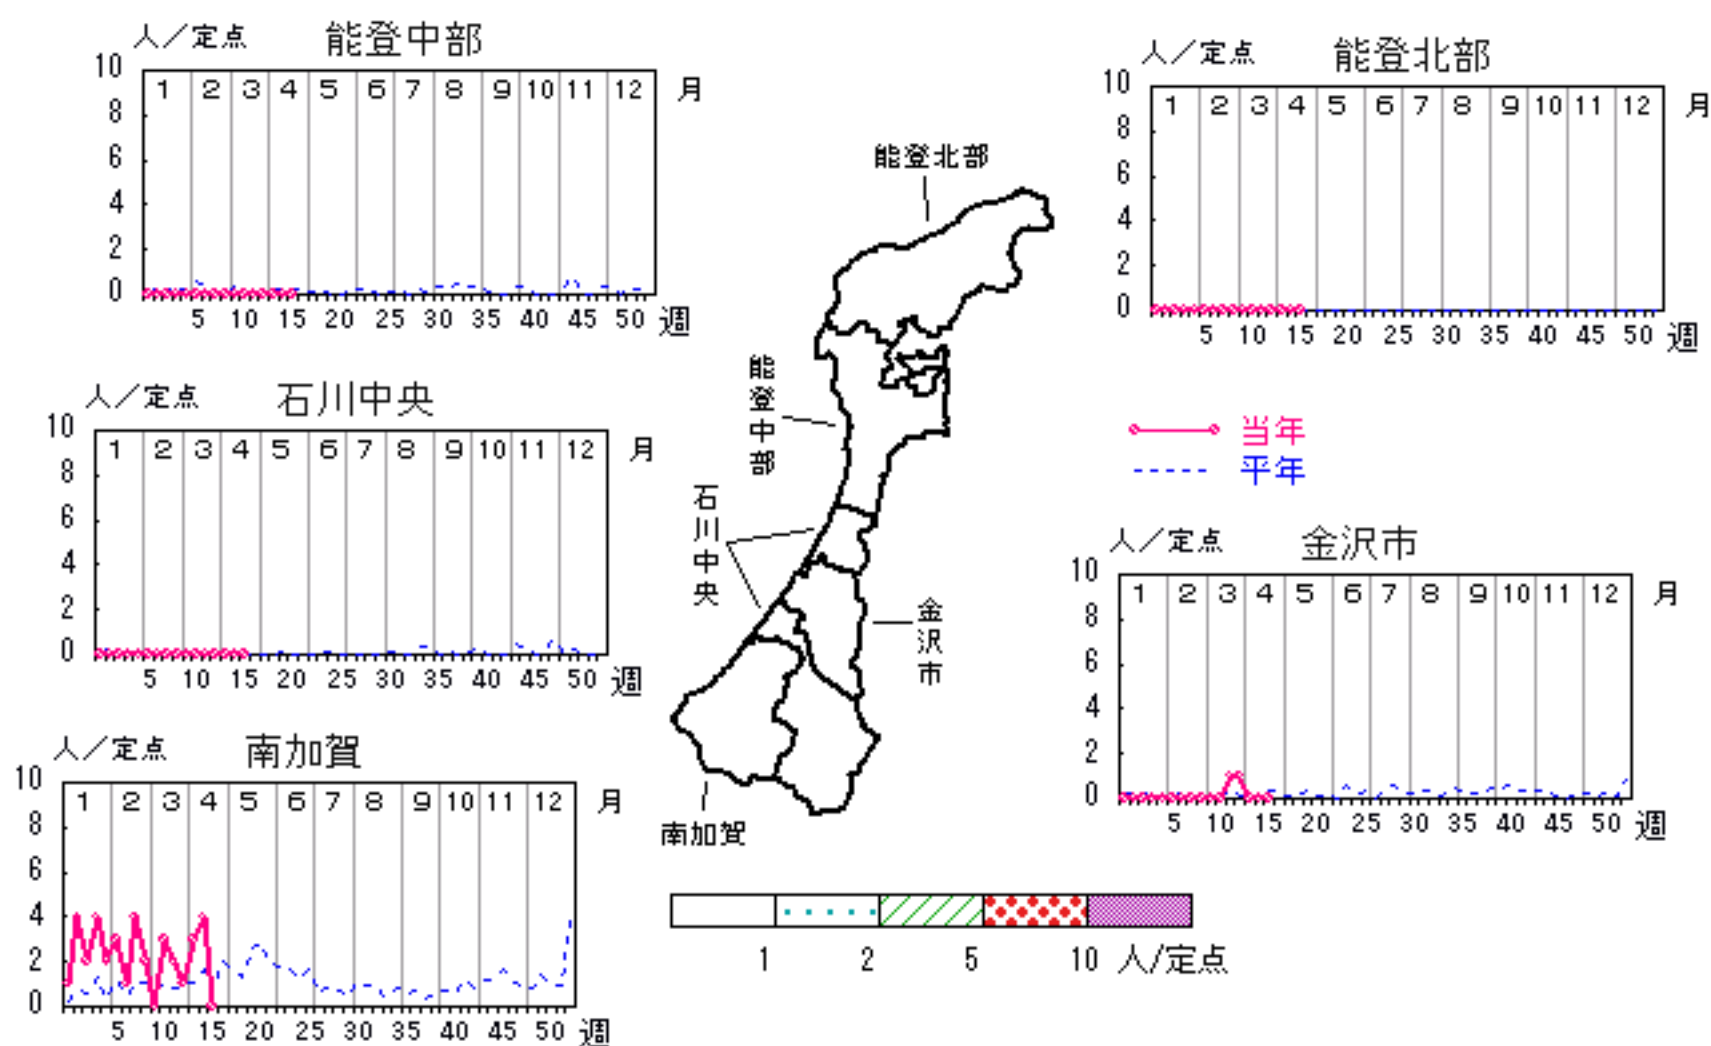 人／定点 能登中部
10 8 6 4 2 0
1 2 3 4 5 6 7 8 9 10 11 12 月
5 10 15 20 25 30 35 40 45 50 週
人／定点 能登北部
10 8 6 4 2 0
1 2 3 4 5 6 7 8 9 10 11 12 月
5 10 15 20 25 30 35 40 45 50 週
能登北部
能登中部
石川中央
金沢市
南加賀
人／定点 石川中央
10 8 6 4 2 0
1 2 3 4 5 6 7 8 9 10 11 12 月
5 10 15 20 25 30 35 40 45 50 週
当年
平年
人／定点 金沢市
10 8 6 4 2 0
1 2 3 4 5 6 7 8 9 10 11 12 月
5 10 15 20 25 30 35 40 45 50 週
人／定点 南加賀
10 8 6 4 2 0
1 2 3 4 5 6 7 8 9 10 11 12 月
5 10 15 20 25 30 35 40 45 50 週
1 2 5 10 人/定点